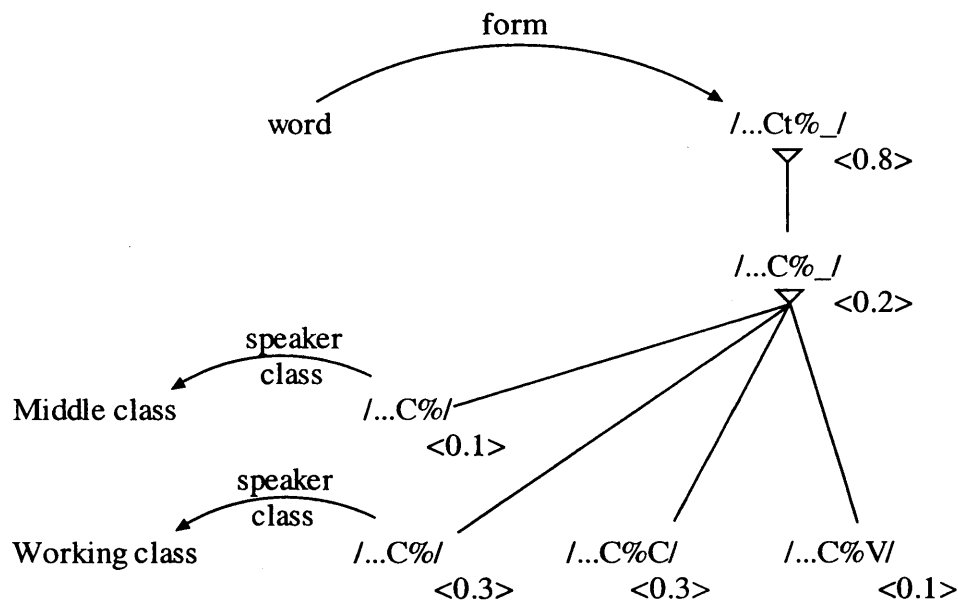 form
word
/...Ct%_/
<0.8>
/...C%_/
<0.2>
speaker
class
Middle class
/...C%/
<0.1>
speaker
class
Working class
/...C%/
/...C%C/
/...C%V/
<0.3>
<0.3>
<0.1>